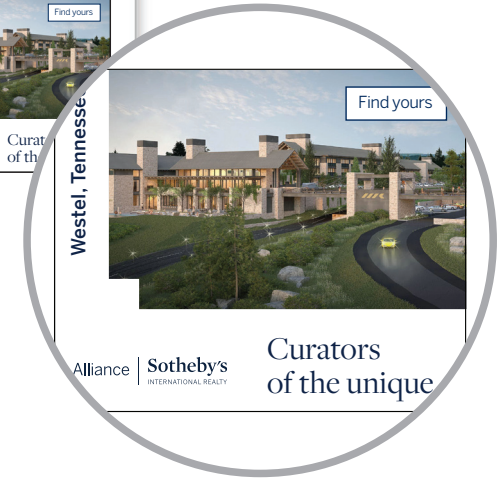 Find yours
Curat
of th
Westel, Tennessee
Find yours
Alliance
Sotheby's
INTERNATIONAL REALTY
Curators
of the unique